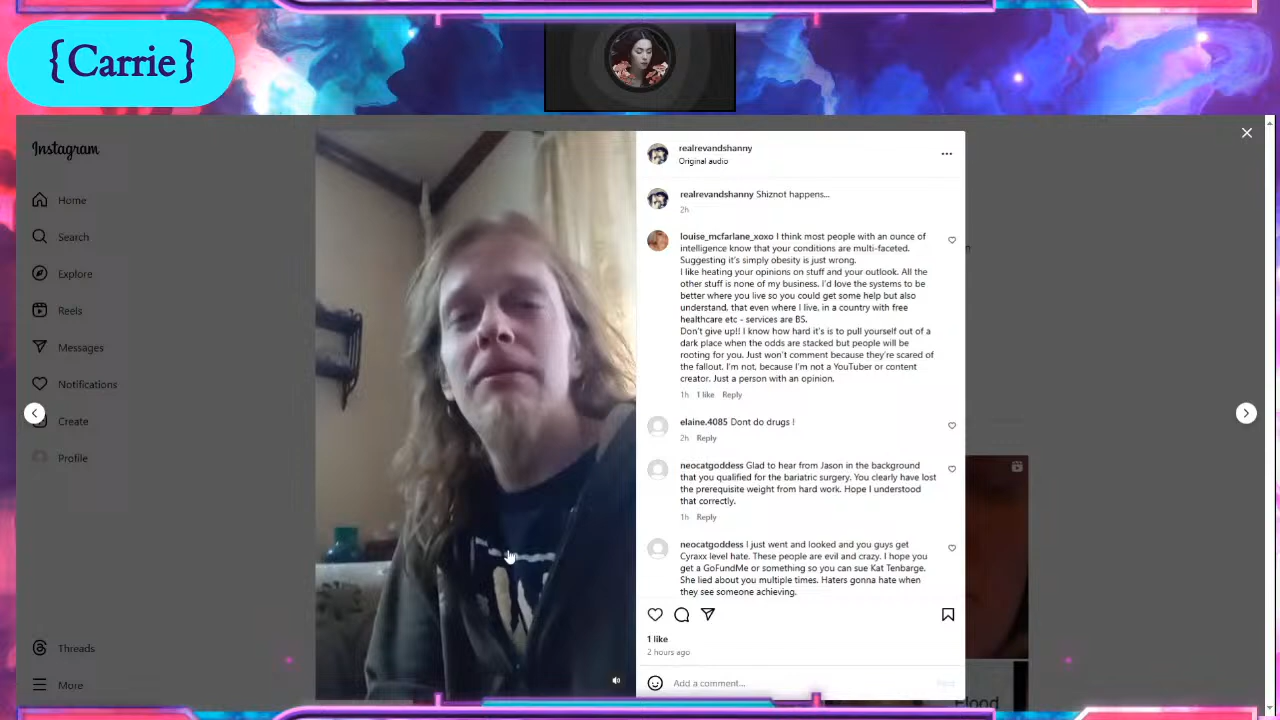 {Carrie}
Instagram
Home
Search
Explore
Reels
Messages
Notifications
Create
Profile
Threads
More
realrevandshanny
Original audio
realrevandshanny Shiznot happens...
2h
louise_mcfarlane_xoxo I think most people with an ounce of
intelligence know that your conditions are multi-faceted.
Suggesting it's simply obesity is just wrong.
I like heating your opinions on stuff and your outlook. All the
other stuff is none of my business. I'd love the systems to be
better where you live so you could get some help but also
understand, that even where I live, in a country with free
healthcare etc - services are BS.
Don't give up!! I know how hard it's is to pull yourself out of a
dark place when the odds are stacked but people will be
rooting for you. Just won't comment because they're scared of
the fallout. I'm not, because I'm not a YouTuber or content
creator. Just a person with an opinion.
1h 1 like Reply
elaine.4085 Dont do drugs !
2h Reply
neocatgoddess Glad to hear from Jason in the background
that you qualified for the bariatric surgery. You clearly have lost
the prerequisite weight from hard work. Hope I understood
that correctly.
1h Reply
neocatgoddess I just went and looked and you guys get
Cyraxx level hate. These people are evil and crazy. I hope you
get a GoFundMe or something so you can sue Kat Tenbarge.
She lied about you multiple times. Haters gonna hate when
they see someone achieving.
1 like
2 hours ago
Add a comment...
Post